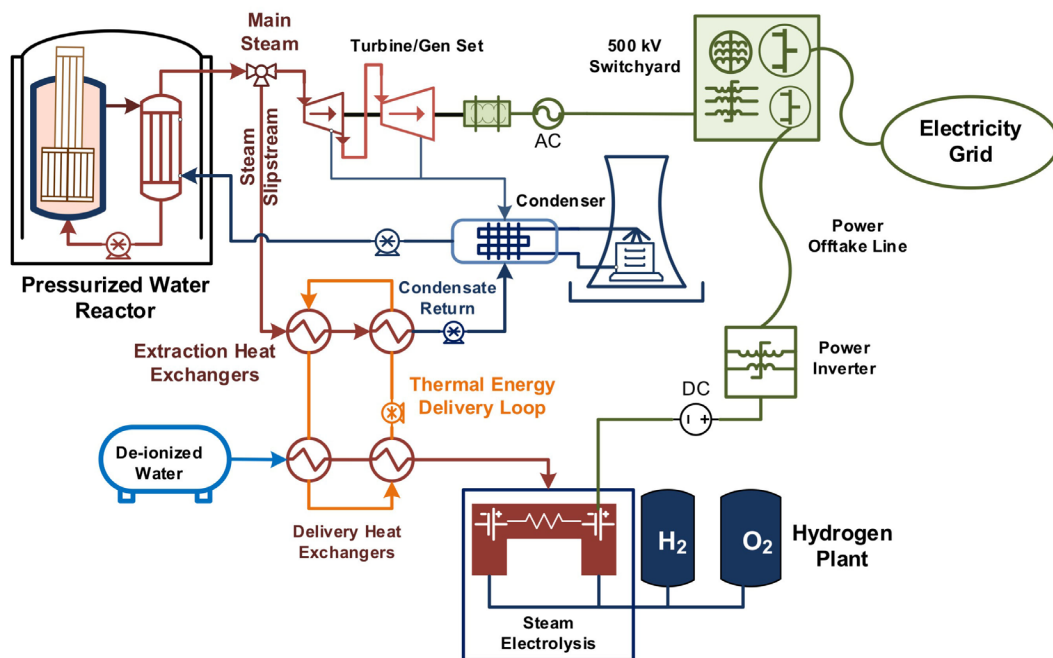 Main
Steam
Turbine/Gen Set
500 kV
Switchyard
AC
Electricity
Grid
Steam
Slipstream
Condenser
Power
Offtake Line
Pressurized Water
Reactor
Condensate
Return
Extraction Heat
Exchangers
Power
Inverter
Thermal Energy
Delivery Loop
DC
- +
De-ionized
Water
Delivery Heat
Exchangers
+
+
H2
O2
Hydrogen
Plant
Steam
Electrolysis